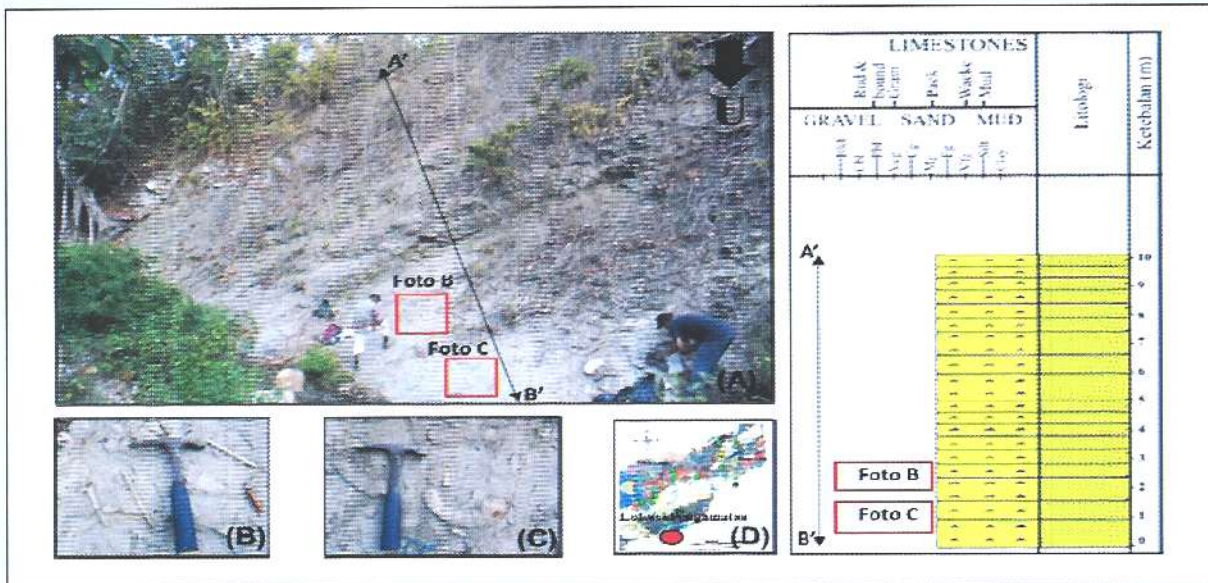 A'
U
Foto B
Foto C
B'
(A)
(B)
(C)
(D)
LIMESTONES
Pack
Wacke
Mud
GRAVEL SAND MUD
Litologi
Ketebalan (m)
A'
10
9
8
7
6
5
4
3
2
1
0
Foto B
Foto C
B'